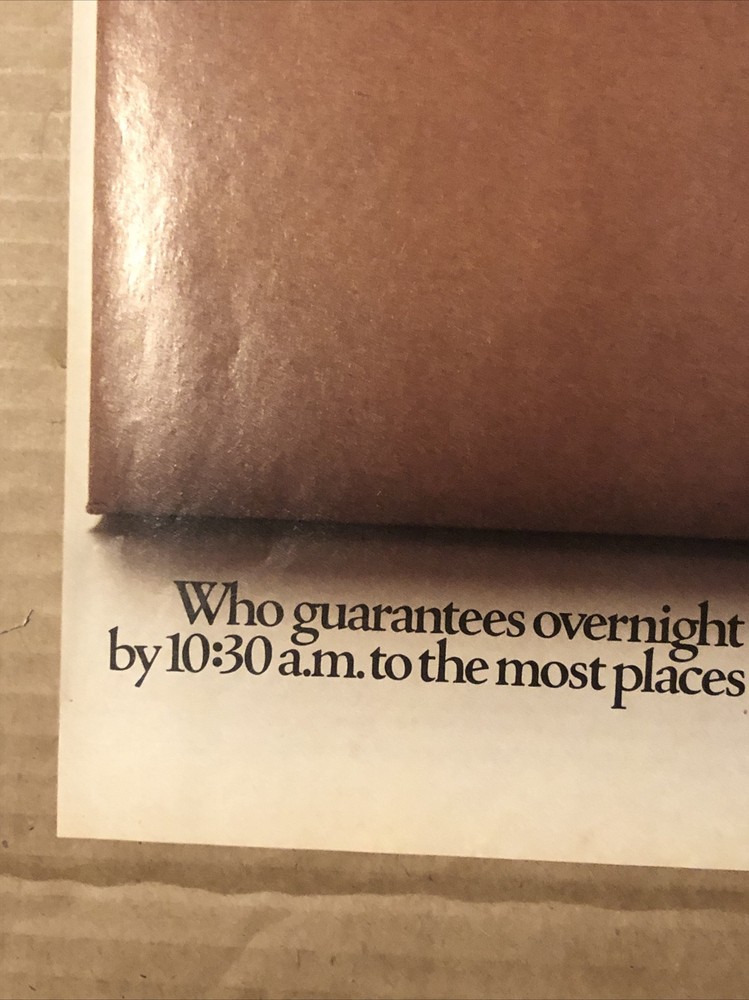 Who guarantees overnight
by 10:30 a.m. to the most places